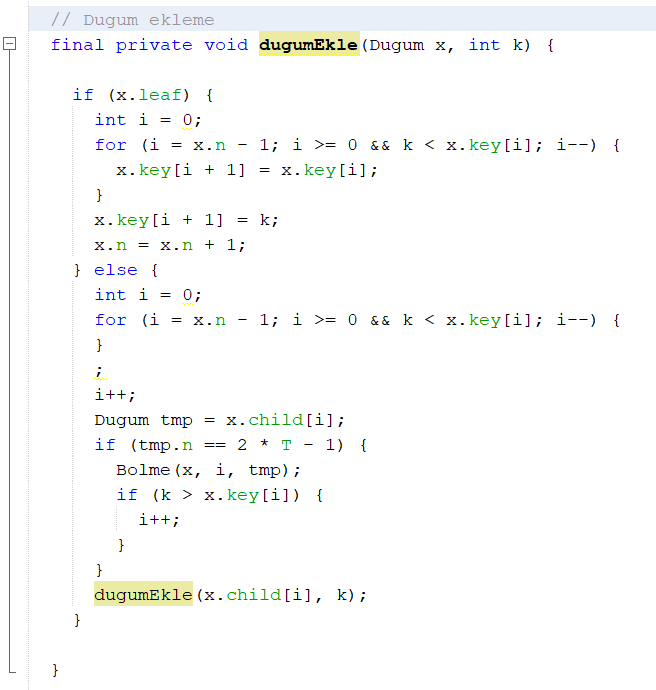 // Dugum ekleme
final private void dugumEkle(Dugum x, int k) {
if (x.leaf) {
int i = 0;
for (i = x.n - 1; i >= 0 && k < x.key[i]; i--) {
x.key[i + 1] = x.key[i];
}
x.key[i + 1] = k;
x.n = x.n + 1;
} else {
int i = 0;
for (i = x.n - 1; i >= 0 && k < x.key[i]; i--) {
}
;
i++;
Dugum tmp = x.child[i];
if (tmp.n == 2 * T - 1) {
Bolme(x, i, tmp);
if (k > x.key[i]) {
i++;
}
}
dugumEkle(x.child[i], k);
}
}